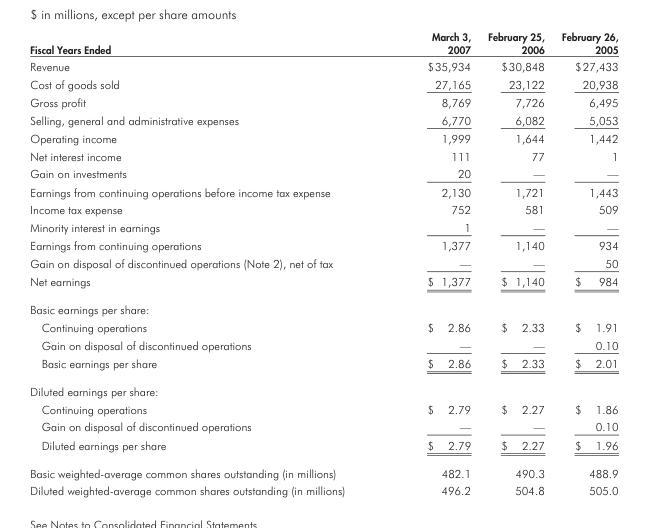 $ in millions, except per share amounts
March 3, February 25, February 26,
Fiscal Years Ended 2007 2006 2005
Revenue $35,934 $30,848 $27,433
Cost of goods sold 27,165 23,122 20,938
Gross profit 8,769 7,726 6,495
Selling, general and administrative expenses 6,770 6,082 5,053
Operating income 1,999 1,644 1,442
Net interest income 111 77 1
Gain on investments 20 — —
Earnings from continuing operations before income tax expense 2,130 1,721 1,443
Income tax expense 752 581 509
Minority interest in earnings 1 — —
Earnings from continuing operations 1,377 1,140 934
Gain on disposal of discontinued operations (Note 2), net of tax — — 50
Net earnings $ 1,377 $ 1,140 $ 984
Basic earnings per share:
Continuing operations $ 2.86 $ 2.33 $ 1.91
Gain on disposal of discontinued operations — — 0.10
Basic earnings per share $ 2.86 $ 2.33 $ 2.01
Diluted earnings per share:
Continuing operations $ 2.79 $ 2.27 $ 1.86
Gain on disposal of discontinued operations — — 0.10
Diluted earnings per share $ 2.79 $ 2.27 $ 1.96
Basic weighted-average common shares outstanding (in millions) 482.1 490.3 488.9
Diluted weighted-average common shares outstanding (in millions) 496.2 504.8 505.0
See Notes to Consolidated Financial Statements